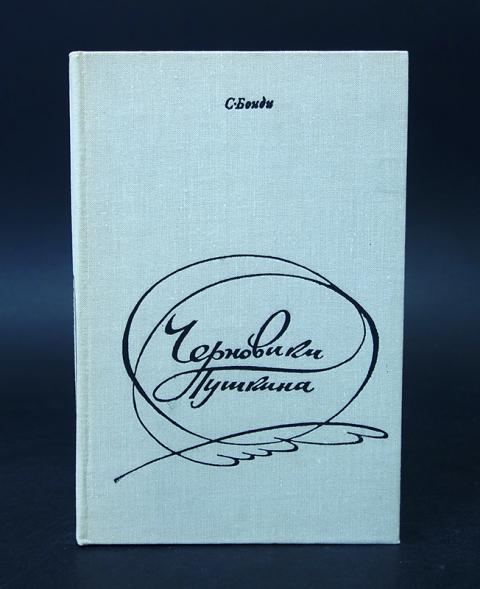 С. Бонди
Черновики
Пушкина